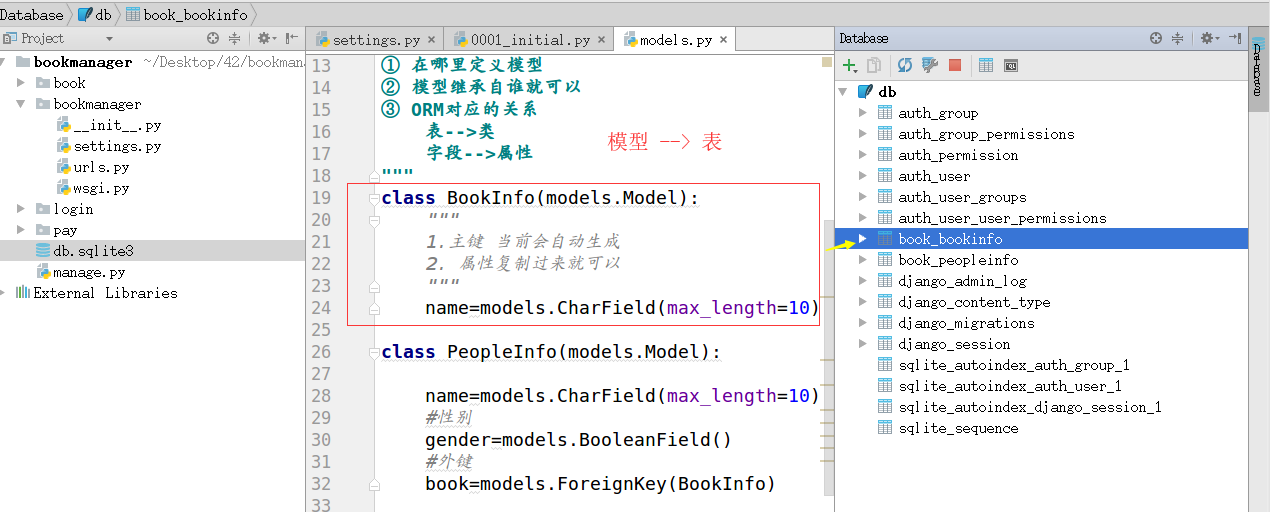 Database db book_bookinfo
Project
bookmanager ~/Desktop/42/bookman
book
bookmanager
__init__.py
settings.py
urls.py
wsgi.py
login
pay
db.sqlite3
manage.py
External Libraries
settings.py × 0001_initial.py × models.py ×
13 ① 在哪里定义模型
14 ② 模型继承自谁就可以
15 ③ ORM对应的关系
16 表-->类
17 字段-->属性
模型 --> 表
18 """
19 class BookInfo(models.Model):
20 """
21 1.主键 当前会自动生成
22 2. 属性复制过来就可以
23 """
24 name=models.CharField(max_length=10)
25
26 class PeopleInfo(models.Model):
27
28 name=models.CharField(max_length=10)
29 #性别
30 gender=models.BooleanField()
31 #外键
32 book=models.ForeignKey(BookInfo)
33
Database
db
auth_group
auth_group_permissions
auth_permission
auth_user
auth_user_groups
auth_user_user_permissions
book_bookinfo
book_peopleinfo
django_admin_log
django_content_type
django_migrations
django_session
sqlite_autoindex_auth_group_1
sqlite_autoindex_auth_user_1
sqlite_autoindex_django_session_1
sqlite_sequence
Database